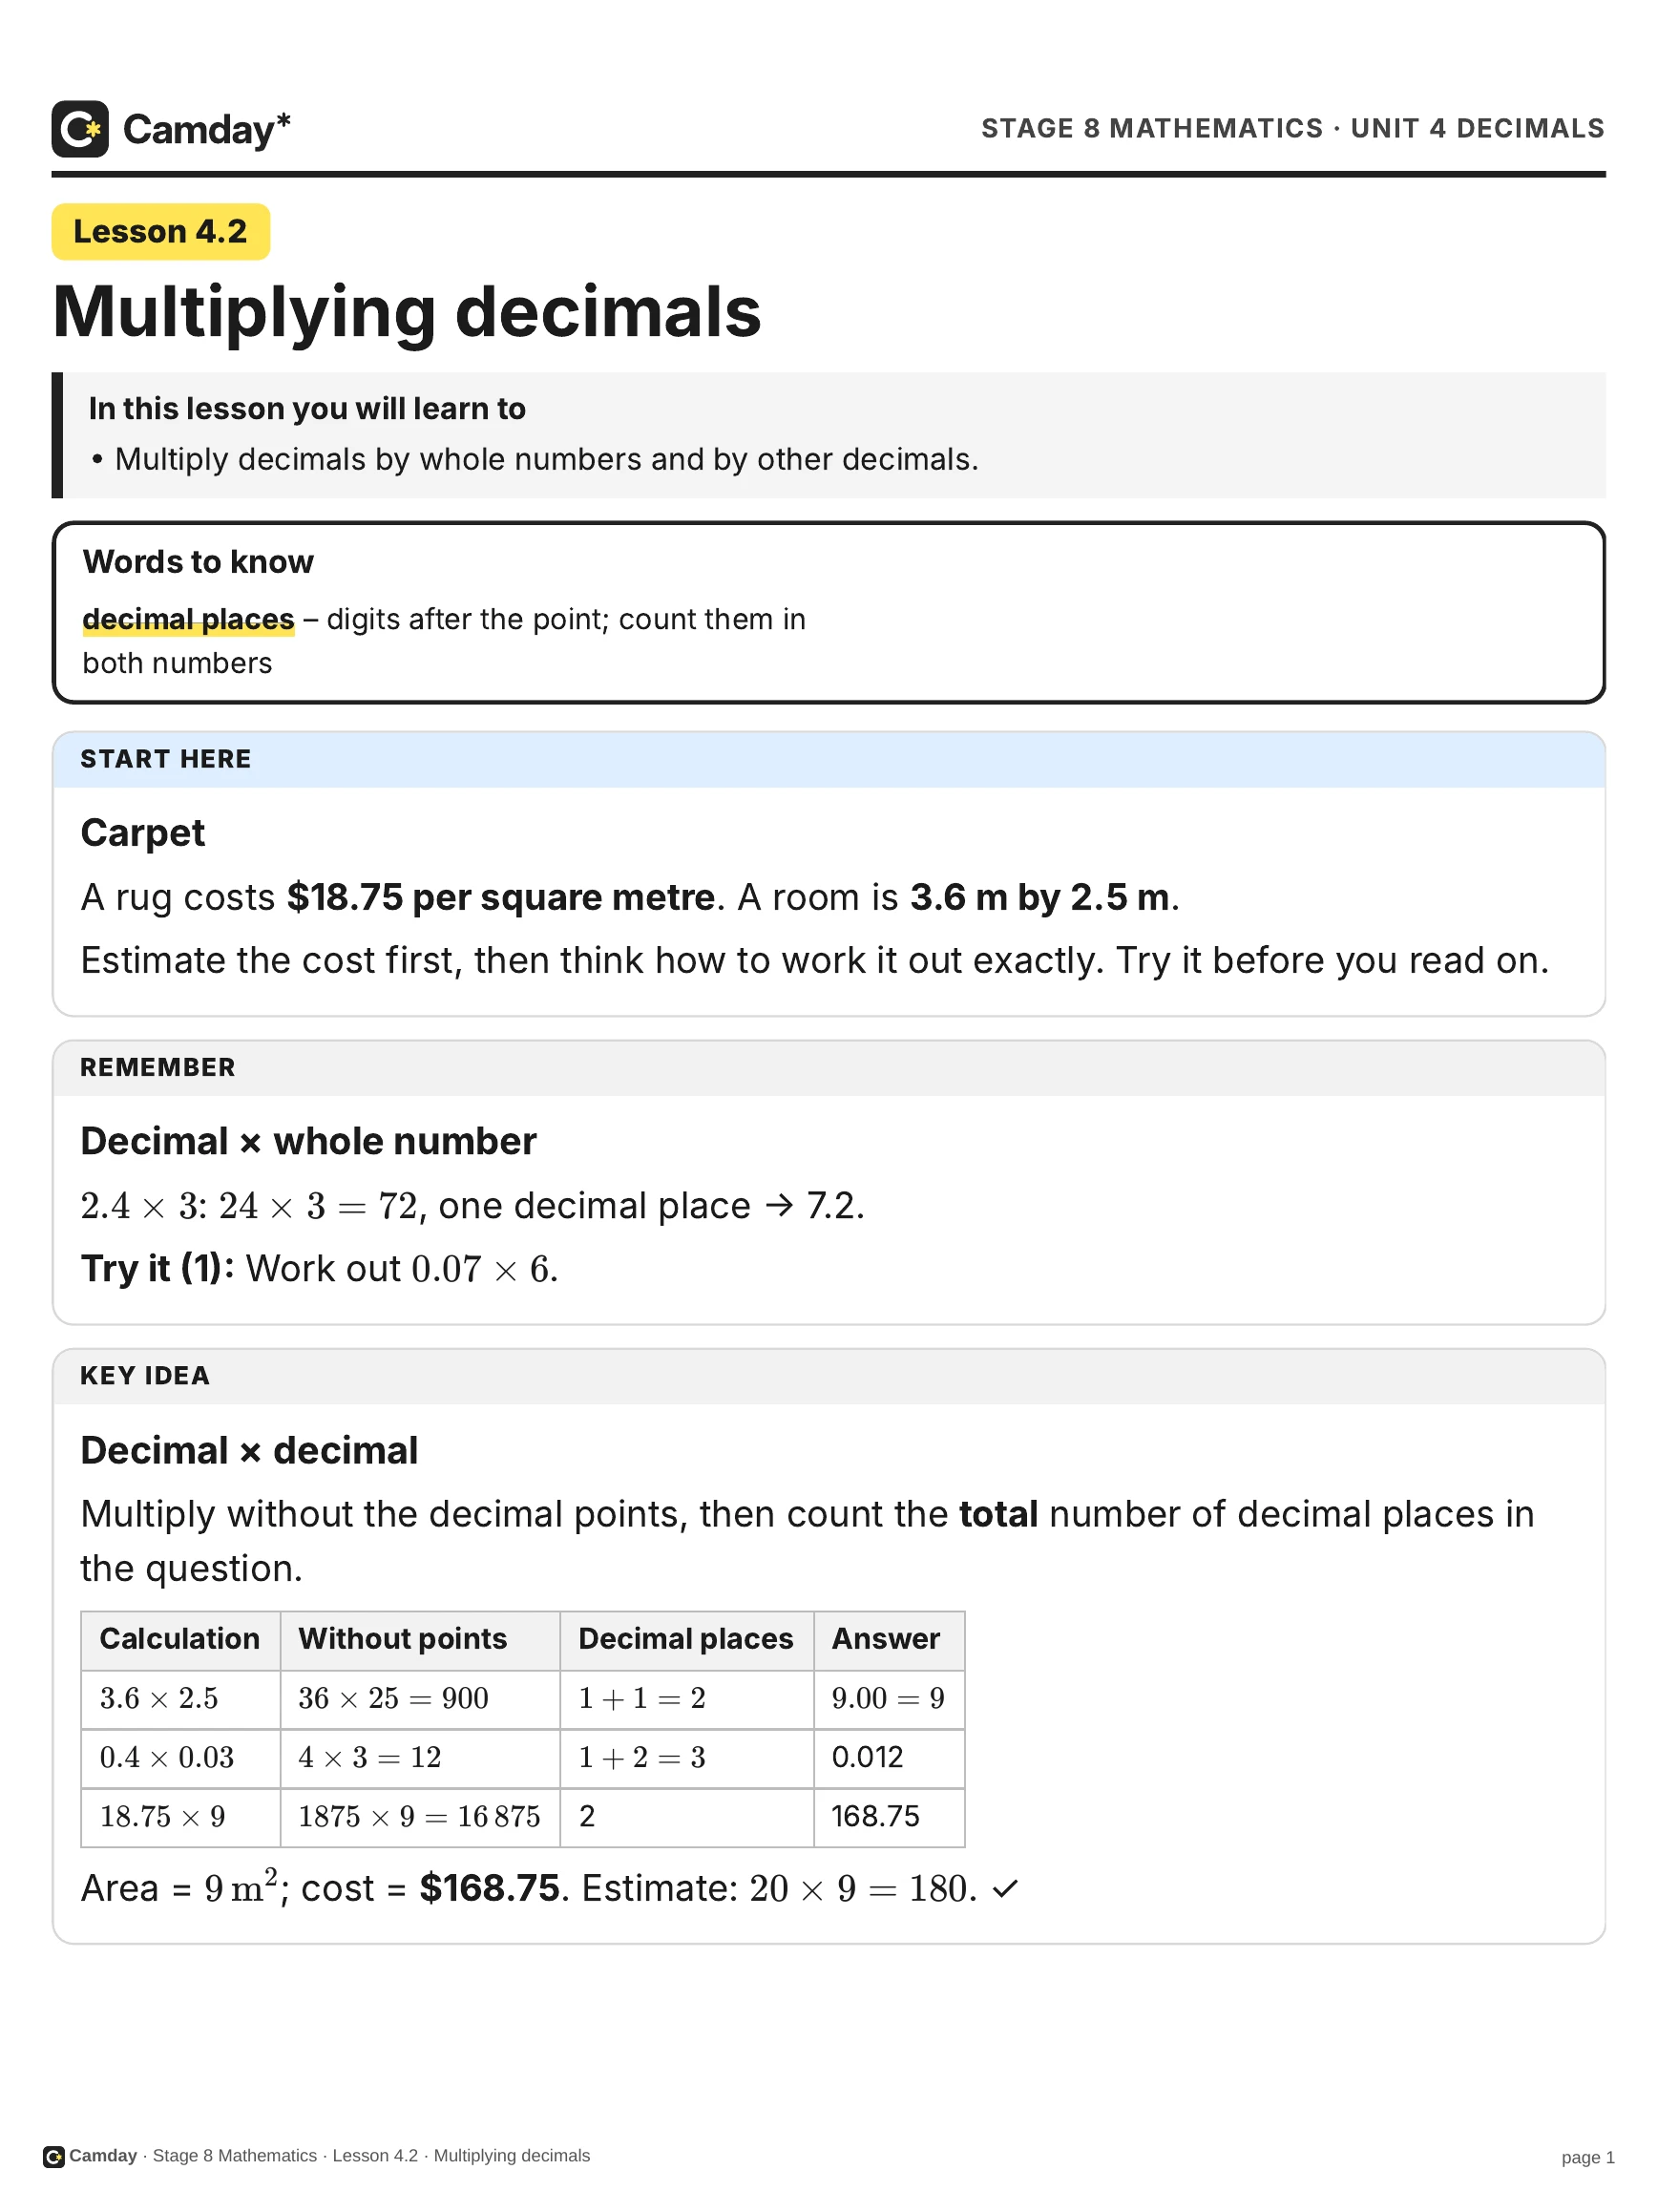 Camday*
STAGE 8 MATHEMATICS · UNIT 4 DECIMALS
Lesson 4.2
Multiplying decimals
In this lesson you will learn to
• Multiply decimals by whole numbers and by other decimals.
Words to know
decimal places – digits after the point; count them in
both numbers
START HERE
Carpet
A rug costs $18.75 per square metre. A room is 3.6 m by 2.5 m.
Estimate the cost first, then think how to work it out exactly. Try it before you read on.
REMEMBER
Decimal × whole number
2.4 × 3: 24 × 3 = 72, one decimal place → 7.2.
Try it (1): Work out 0.07 × 6.
KEY IDEA
Decimal × decimal
Multiply without the decimal points, then count the total number of decimal places in
the question.
Calculation Without points Decimal places Answer
3.6 × 2.5 36 × 25 = 900 1 + 1 = 2 9.00 = 9
0.4 × 0.03 4 × 3 = 12 1 + 2 = 3 0.012
18.75 × 9 1875 × 9 = 16 875 2 168.75
Area = 9 m²; cost = $168.75. Estimate: 20 × 9 = 180. ✓
Camday · Stage 8 Mathematics · Lesson 4.2 · Multiplying decimals
page 1